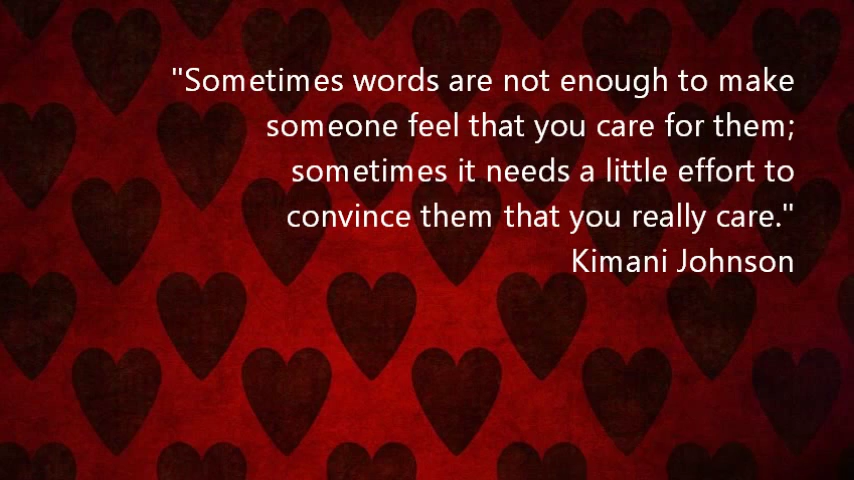 "Sometimes words are not enough to make
someone feel that you care for them;
sometimes it needs a little effort to
convince them that you really care."
Kimani Johnson